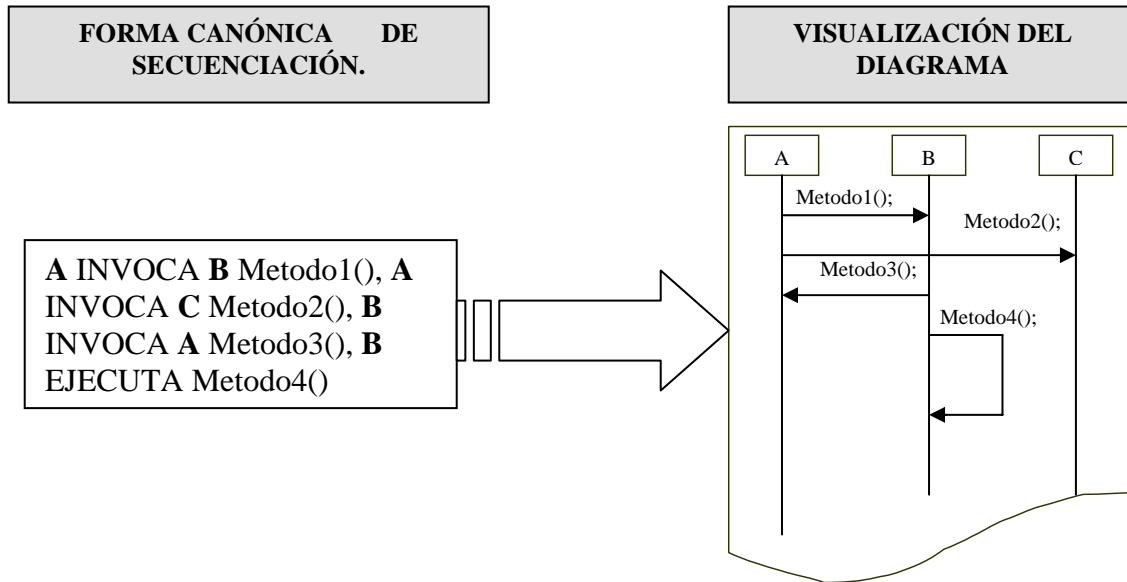 FORMA CANÓNICA DE
SECUENCIACIÓN.
VISUALIZACIÓN DEL
DIAGRAMA
A INVOCA B Metodo1(), A
INVOCA C Metodo2(), B
INVOCA A Metodo3(), B
EJECUTA Metodo4()
A
B
C
Metodo1();
Metodo2();
Metodo3();
Metodo4();